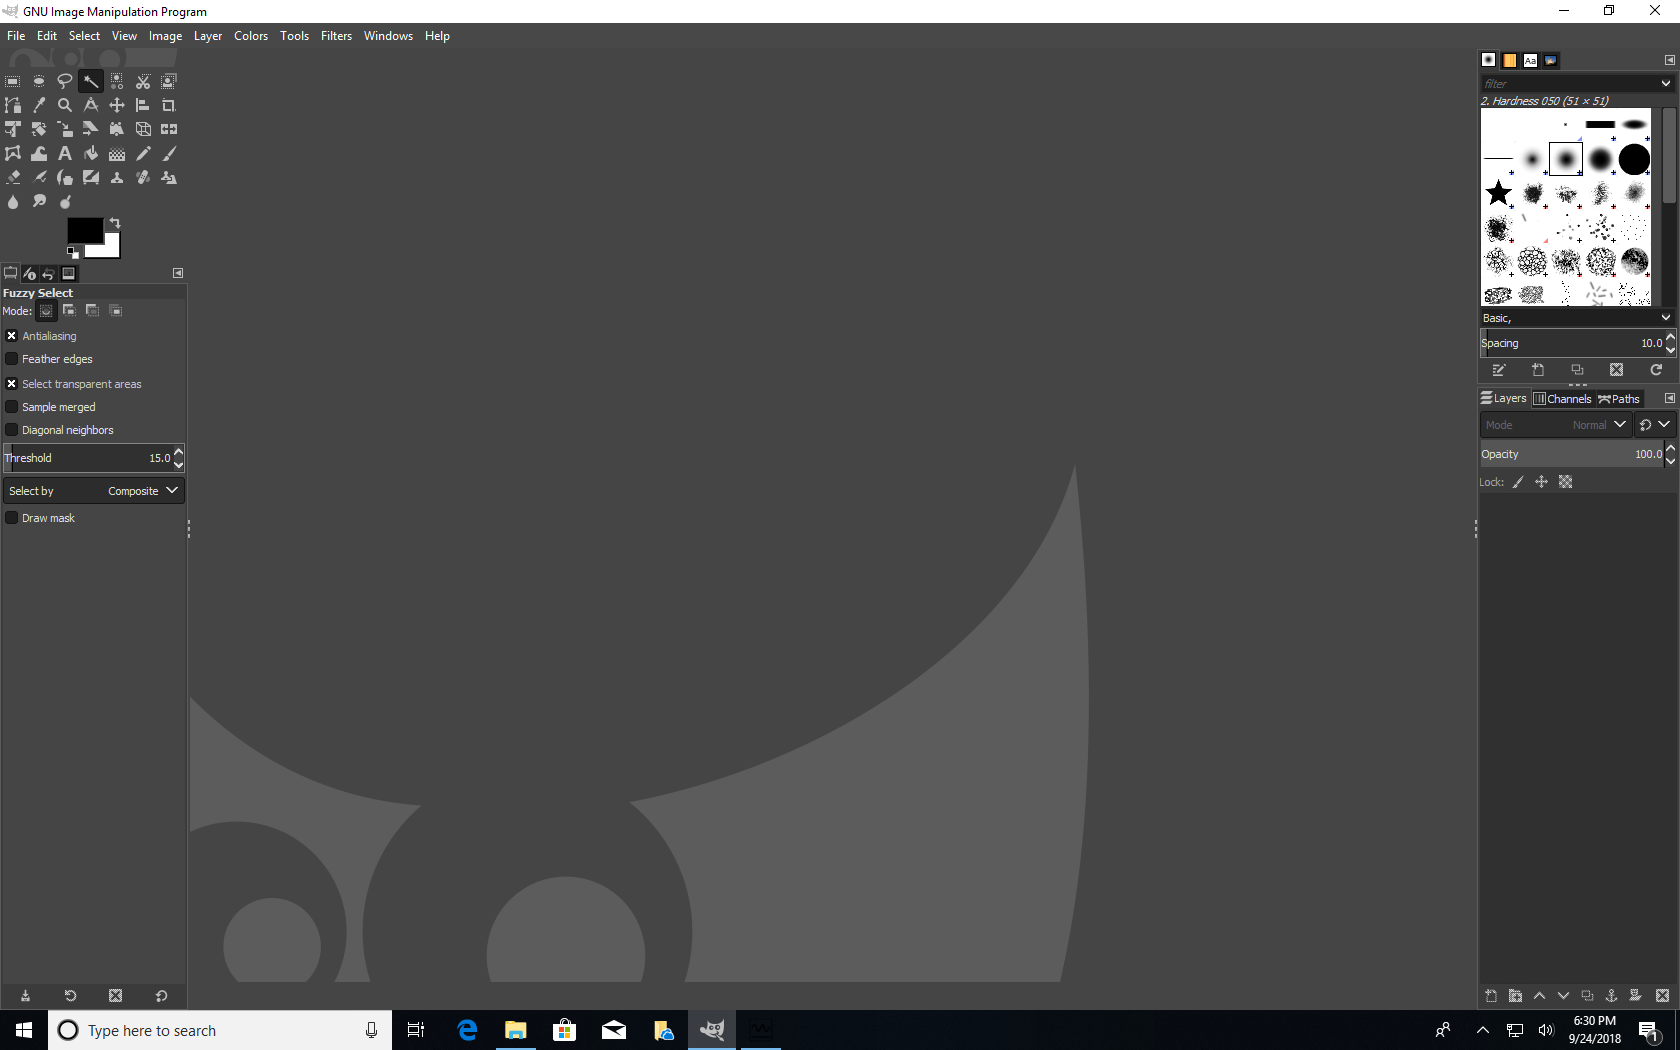 GNU Image Manipulation Program
File Edit Select View Image Layer Colors Tools Filters Windows Help
Fuzzy Select
Mode:
Antialiasing
Feather edges
Select transparent areas
Sample merged
Diagonal neighbors
Threshold 15.0
Select by Composite
Draw mask
Aa
filter
2. Hardness 050 (51 × 51)
Basic,
Spacing 10.0
Layers Channels Paths
Mode Normal
Opacity 100.0
Lock:
Type here to search
6:30 PM
9/24/2018
1